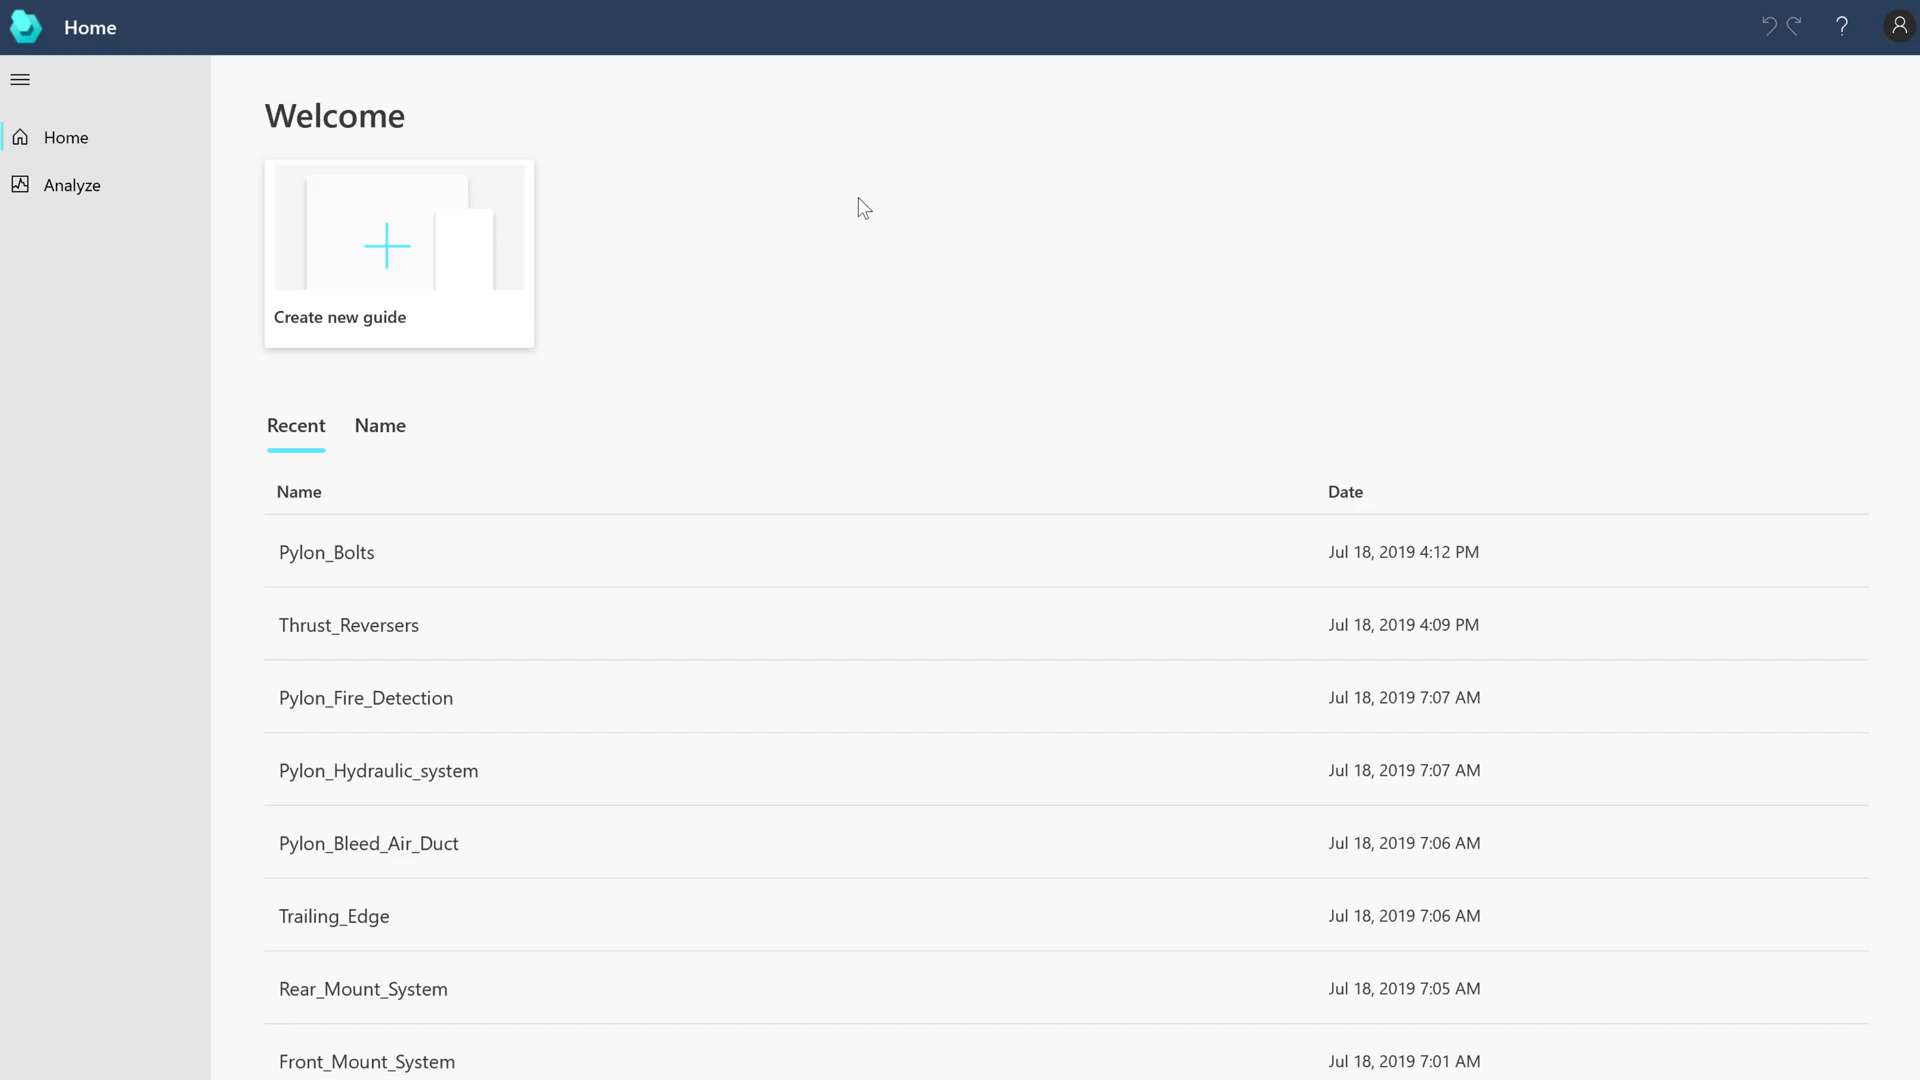 Home
?
Home
Analyze
Welcome
Create new guide
Recent Name
Name Date
Pylon_Bolts Jul 18, 2019 4:12 PM
Thrust_Reversers Jul 18, 2019 4:09 PM
Pylon_Fire_Detection Jul 18, 2019 7:07 AM
Pylon_Hydraulic_system Jul 18, 2019 7:07 AM
Pylon_Bleed_Air_Duct Jul 18, 2019 7:06 AM
Trailing_Edge Jul 18, 2019 7:06 AM
Rear_Mount_System Jul 18, 2019 7:05 AM
Front_Mount_System Jul 18, 2019 7:01 AM